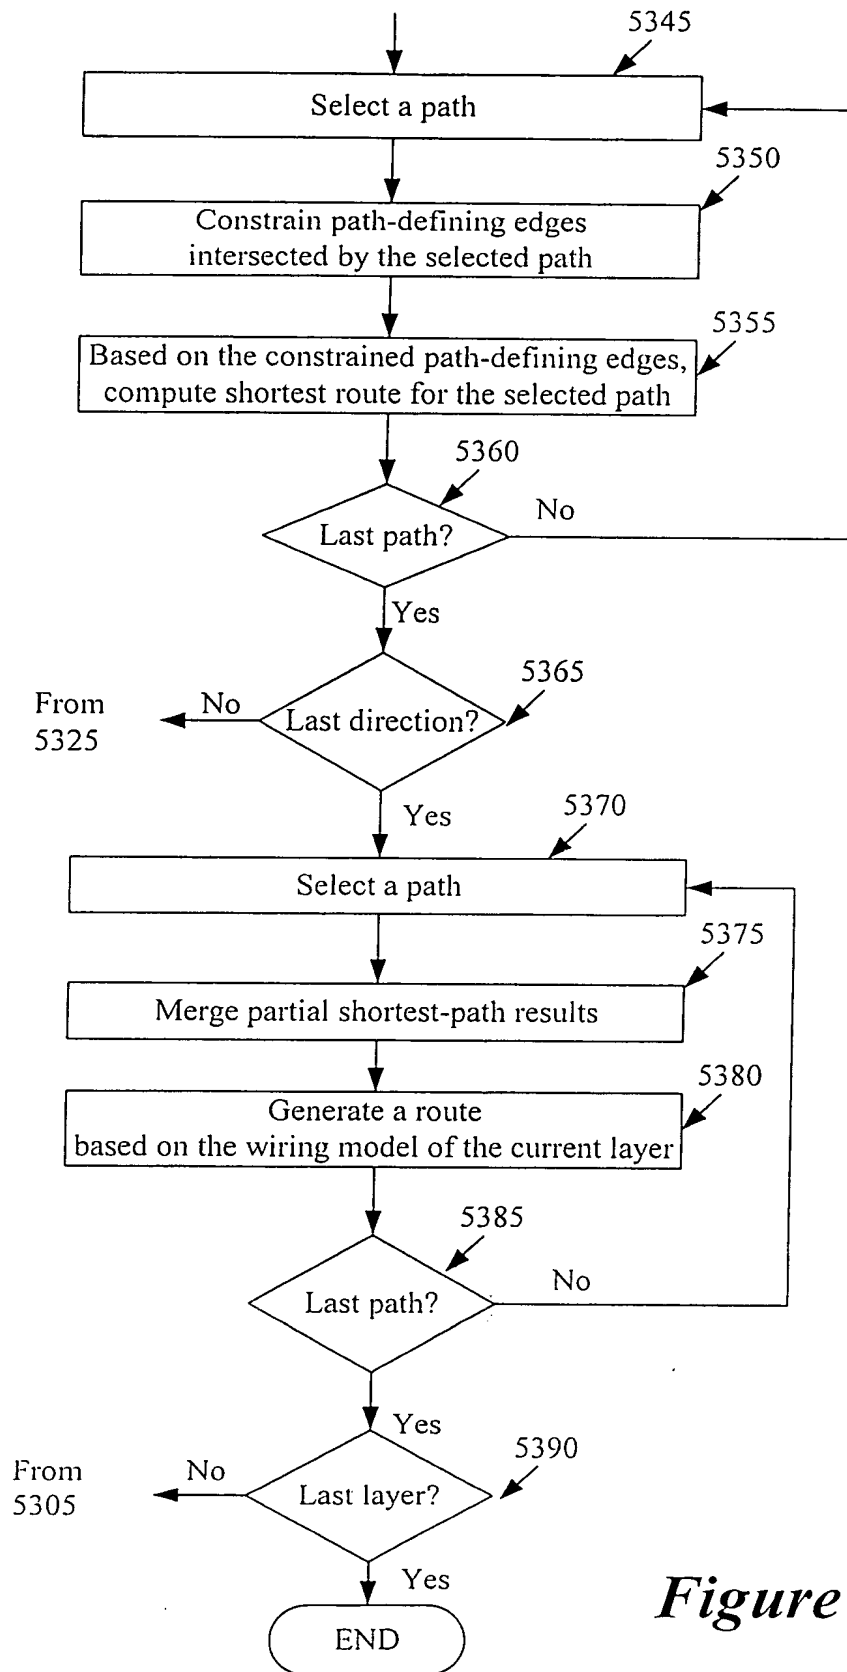 5345
Select a path
5350
Constrain path-defining edges
intersected by the selected path
5355
Based on the constrained path-defining edges,
compute shortest route for the selected path
5360
Last path?
No
Yes
5365
From
5325
No
Last direction?
Yes
5370
Select a path
5375
Merge partial shortest-path results
5380
Generate a route
based on the wiring model of the current layer
5385
Last path?
No
Yes
5390
From
5305
No
Last layer?
Yes
END
Figure